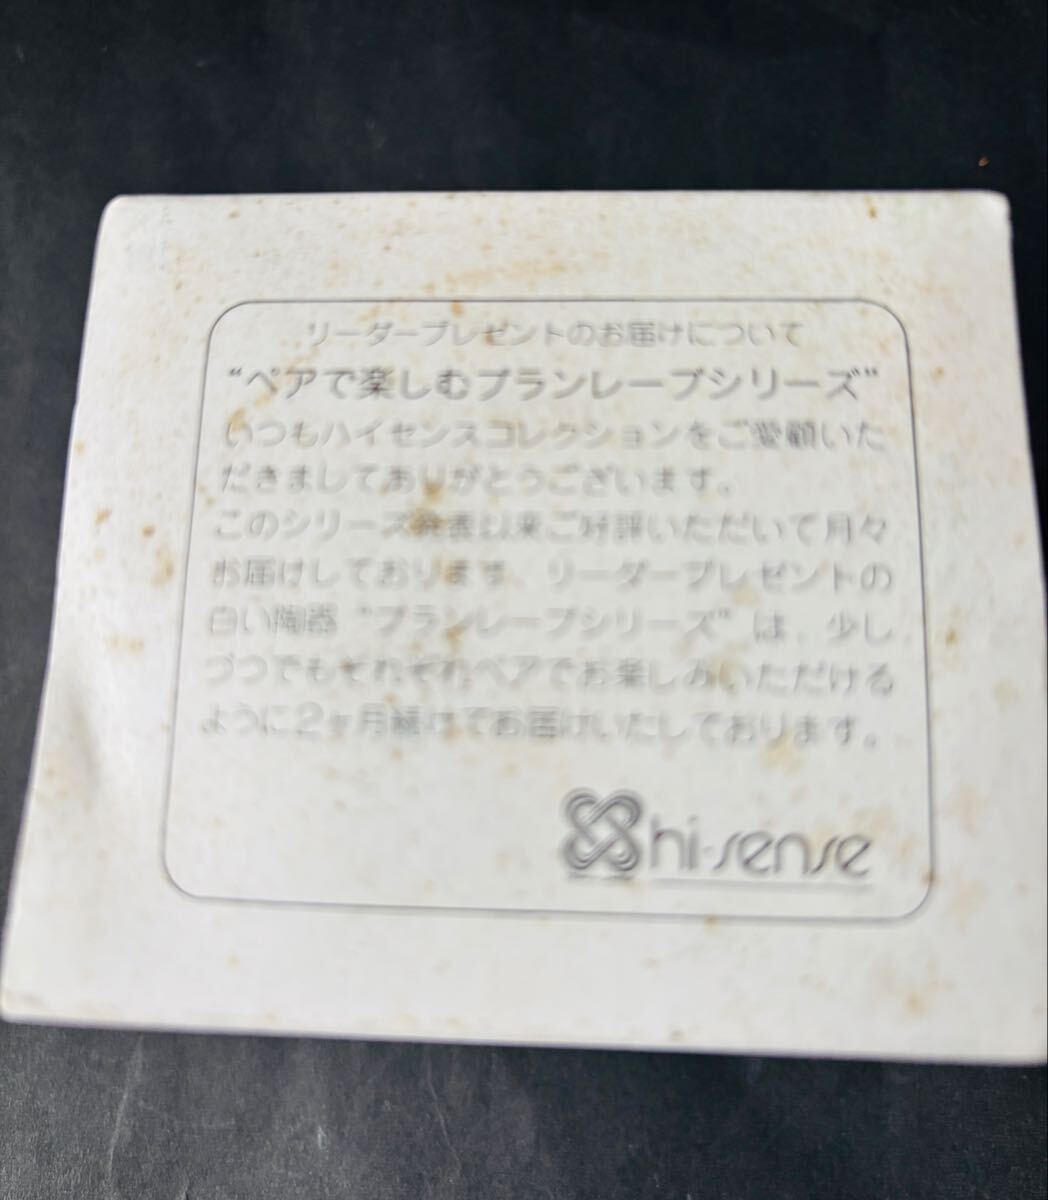 リーダープレゼントのお届けについて
“ペアで楽しむブランレーブシリーズ”
いつもハイセンスコレクションをご愛顧いた
だきましてありがとうございます。
このシリーズ発表以来ご好評いただいて月々
お届けしております、リーダープレゼントの
白い陶器“ブランレーブシリーズ”は、少し
づつでもそれぞれペアでお楽しみいただける
ように2ヶ月続けてお届けいたしております。
hi-sense